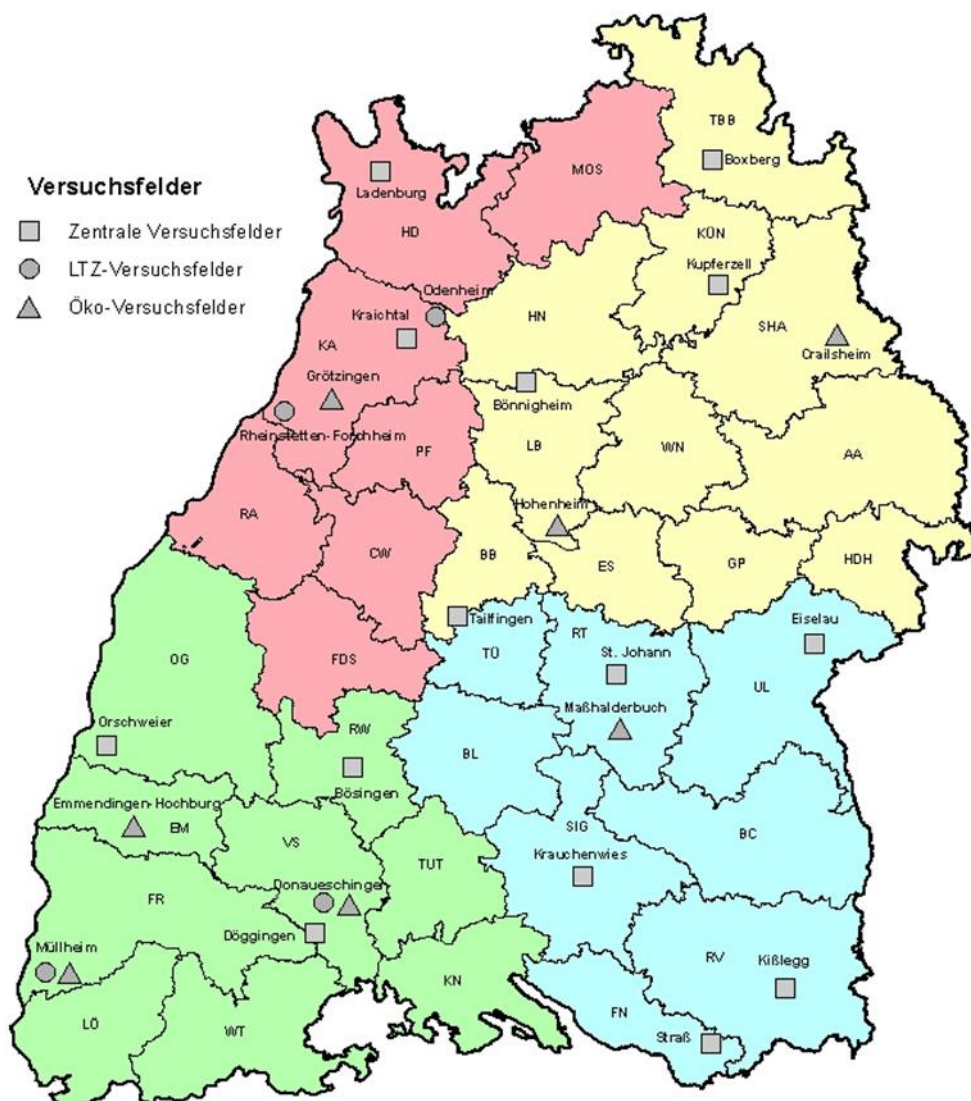 TBB
Boxberg
MOS
Ladenburg
HD
Versuchsfelder
Zentrale Versuchsfelder
LTZ-Versuchsfelder
Öko-Versuchsfelder
KÜN
Kupferzell
Odenheim
Kraichtal
KA
HN
SHA
Crailsheim
Grötzingen
Bönnigheim
Rheinstetten-Forchheim
PF
LB
WN
AA
RA
Hohenheim
CW
BB
ES
GP
HDH
Tailfingen
Eiselau
OG
FDS
TÜ
RT
St. Johann
UL
Maßhalderbuch
Orschweier
RW
Bösingen
BL
Emmendingen-Hochburg
EM
VS
SIG
BC
Krauchenwies
TUT
FR
Donaueschingen
Döggingen
Müllheim
KN
RV
Kißlegg
LÖ
WT
FN
Straß